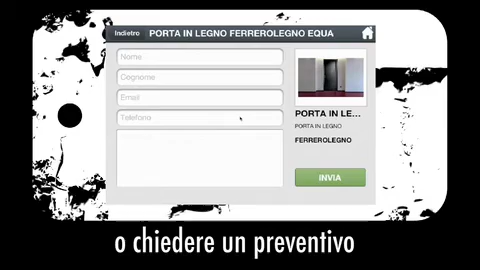 Indietro
PORTA IN LEGNO FERREROLEGNO EQUA
Nome
Cognome
Email
Telefono
PORTA IN LE...
PORTA IN LEGNO
FERREROLEGNO
INVIA
o chiedere un preventivo